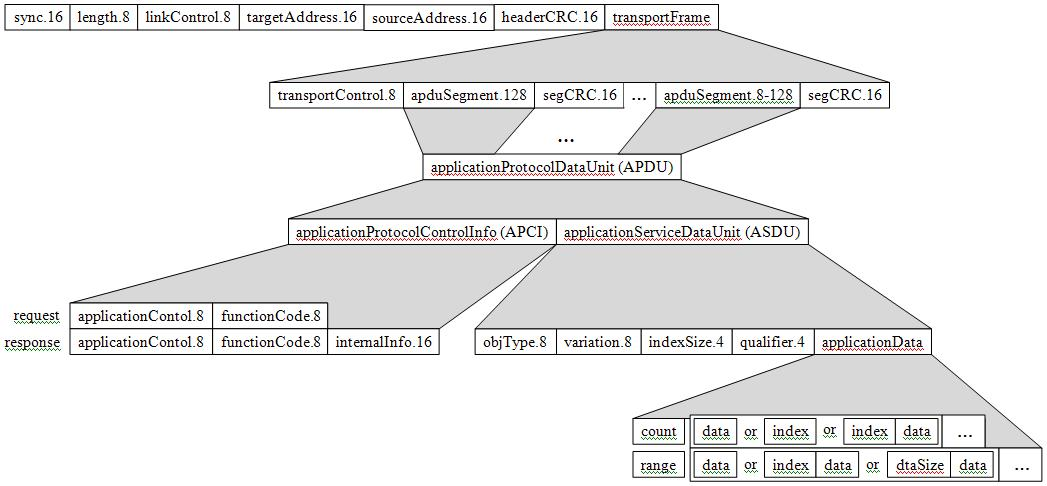 sync.16 length.8 linkControl.8 targetAddress.16 sourceAddress.16 headerCRC.16 transportFrame
transportControl.8 apduSegment.128 segCRC.16 ... apduSegment.8-128 segCRC.16
...
applicationProtocolDataUnit (APDU)
applicationProtocolControlInfo (APCI) applicationServiceDataUnit (ASDU)
request applicationContol.8 functionCode.8
response applicationContol.8 functionCode.8 internalInfo.16 objType.8 variation.8 indexSize.4 qualifier.4 applicationData
count data or index or index data ...
range data or index data or dtaSize data ...